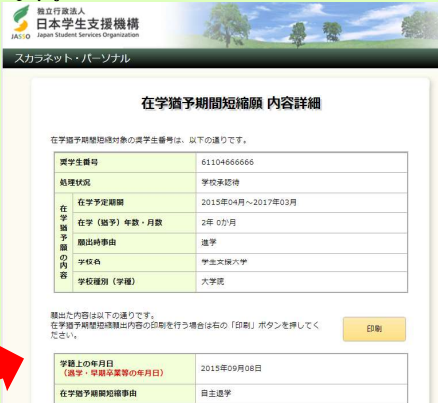 独立行政法人
日本学生支援機構
JASSO Japan Student Services Organization
スカラネット・パーソナル
在学猶予期間短縮願 内容詳細
在学猶予期間短縮対象の奨学生番号は、以下の通りです。
奨学生番号 61104666666
処理状況 学校承認待
在学猶予願の内容
在学予定期間 2015年04月～2017年03月
在学（猶予）年数・月数 2年 0か月
願出時事由 進学
学校名 学生支援大学
学校種別（学種） 大学院
願出た内容は以下の通りです。
在学猶予期間短縮願出内容の印刷を行う場合は右の「印刷」ボタンを押してく
ださい。
印刷
学籍上の年月日
（退学・早期卒業等の年月日） 2015年09月08日
在学猶予期間短縮事由 自主退学